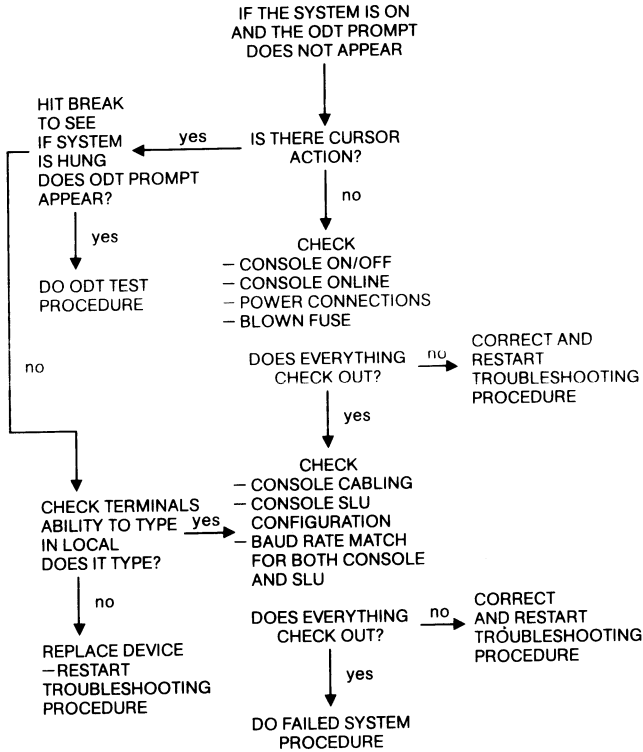 IF THE SYSTEM IS ON
AND THE ODT PROMPT
DOES NOT APPEAR
HIT BREAK
TO SEE
IF SYSTEM
IS HUNG
DOES ODT PROMPT
APPEAR?
yes
IS THERE CURSOR
ACTION?
no
yes
DO ODT TEST
PROCEDURE
CHECK
– CONSOLE ON/OFF
– CONSOLE ONLINE
– POWER CONNECTIONS
– BLOWN FUSE
no
DOES EVERYTHING
CHECK OUT?
no
CORRECT AND
RESTART
TROUBLESHOOTING
PROCEDURE
yes
CHECK TERMINALS
ABILITY TO TYPE
IN LOCAL
DOES IT TYPE?
yes
CHECK
– CONSOLE CABLING
– CONSOLE SLU
CONFIGURATION
– BAUD RATE MATCH
FOR BOTH CONSOLE
AND SLU
no
REPLACE DEVICE
–RESTART
TROUBLESHOOTING
PROCEDURE
DOES EVERYTHING
CHECK OUT?
no
CORRECT
AND RESTART
TROUBLESHOOTING
PROCEDURE
yes
DO FAILED SYSTEM
PROCEDURE